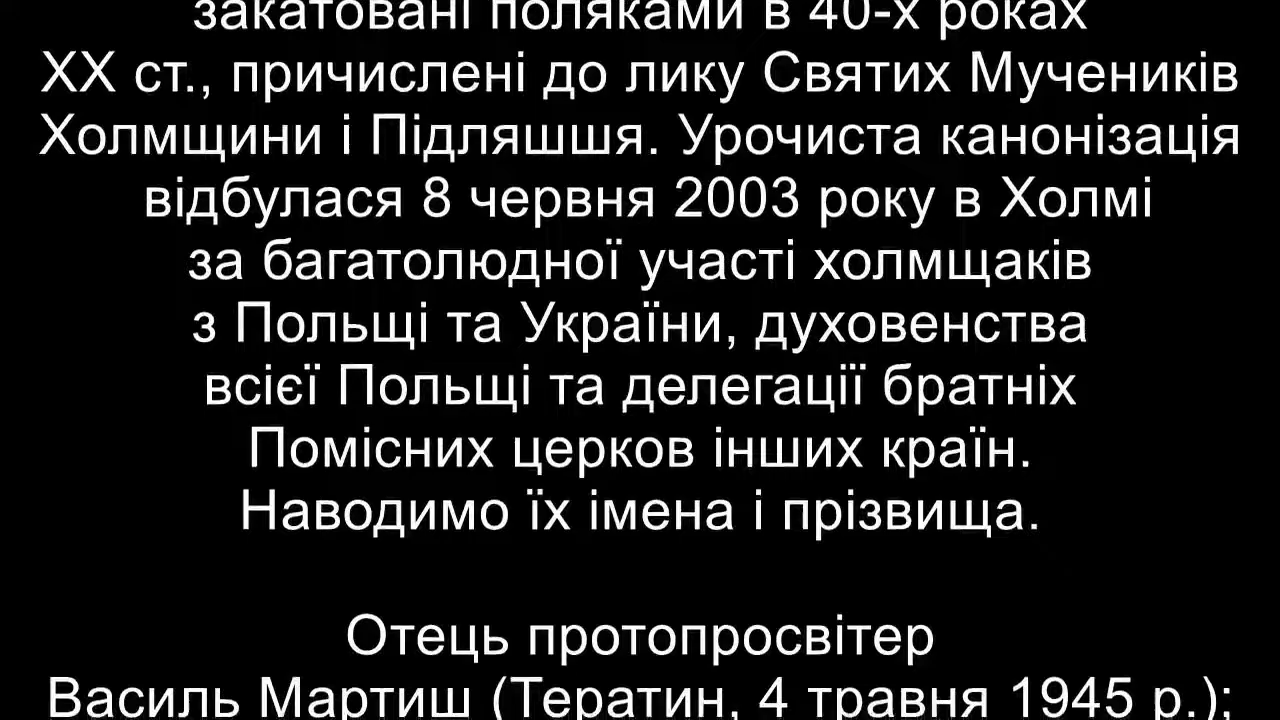 закатовані поляками в 40-х роках
ХХ ст., причислені до лику Святих Мучеників
Холмщини і Підляшшя. Урочиста канонізація
відбулася 8 червня 2003 року в Холмі
за багатолюдної участі холмщаків
з Польщі та України, духовенства
всієї Польщі та делегації братніх
Помісних церков інших країн.
Наводимо їх імена і прізвища.
Отець протопросвітер
Василь Мартиш (Тератин, 4 травня 1945 р.);